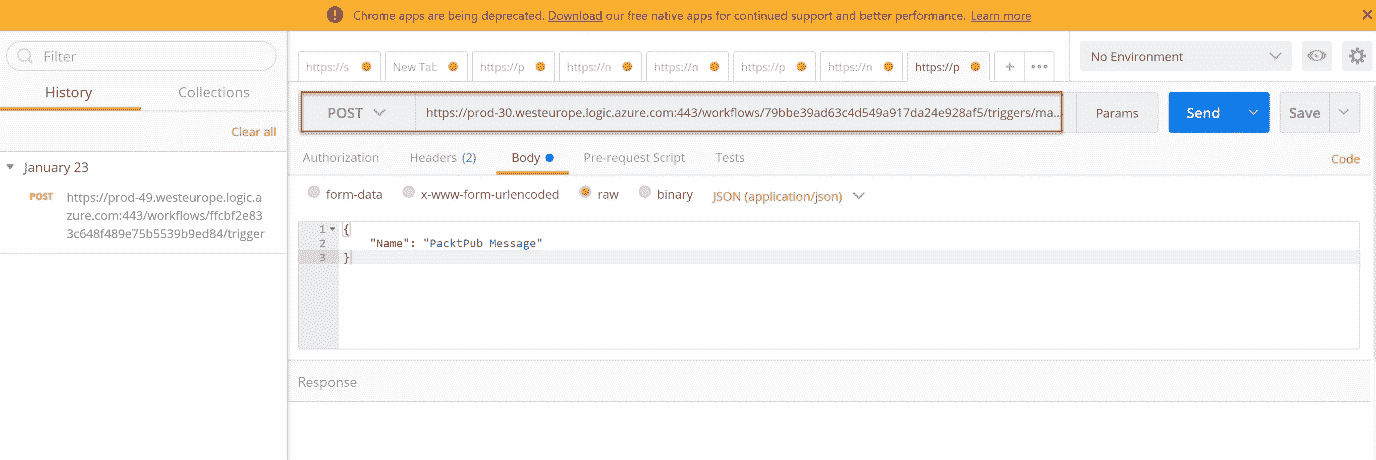 Chrome apps are being deprecated. Download our free native apps for continued support and better performance. Learn more
Filter
History Collections
Clear all
January 23
POST https://prod-49.westeurope.logic.a
zure.com:443/workflows/ffcbf2e83
3c648f489e75b5539b9ed84/trigger
https://s New Tab https://p https://n https://n https://p https://n https://p
No Environment
POST https://prod-30.westeurope.logic.azure.com:443/workflows/79bbe39ad63c4d549a917da24e928af5/triggers/ma... Params Send Save
Authorization Headers (2) Body Pre-request Script Tests Code
form-data x-www-form-urlencoded raw binary JSON (application/json)
1 {
2 "Name": "PacktPub Message"
3 }
Response